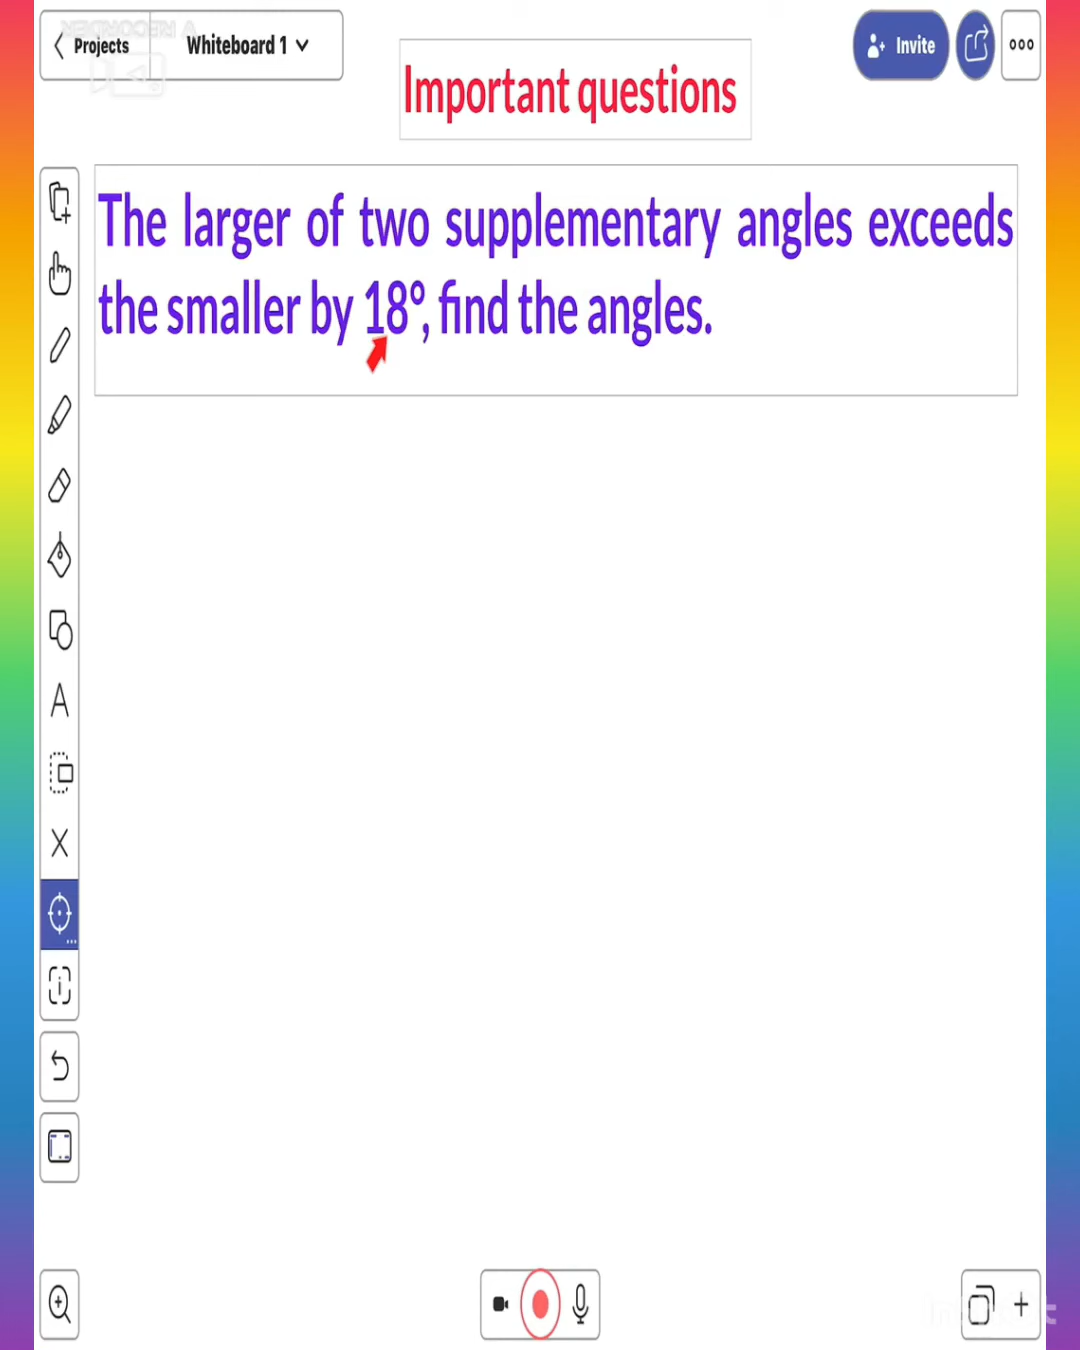 Projects
Whiteboard 1
Invite
Important questions
The larger of two supplementary angles exceeds
the smaller by 18°, find the angles.